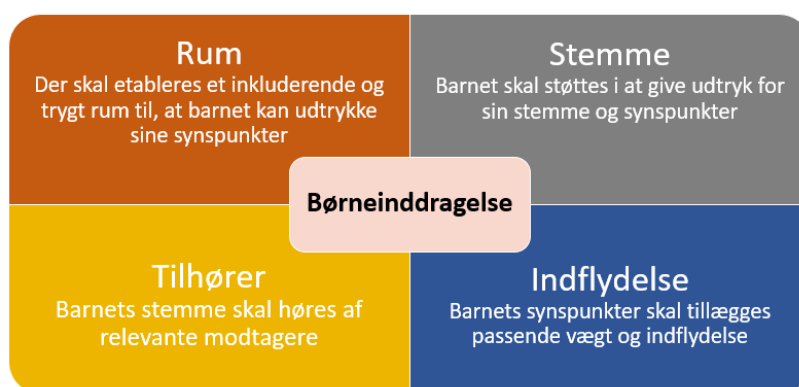 Rum
Der skal etableres et inkluderende og
trygt rum til, at barnet kan udtrykke
sine synspunkter
Stemme
Barnet skal støttes i at give udtryk for
sin stemme og synspunkter
Børneinddragelse
Tilhører
Barnets stemme skal høres af
relevante modtagere
Indflydelse
Barnets synspunkter skal tillægges
passende vægt og indflydelse